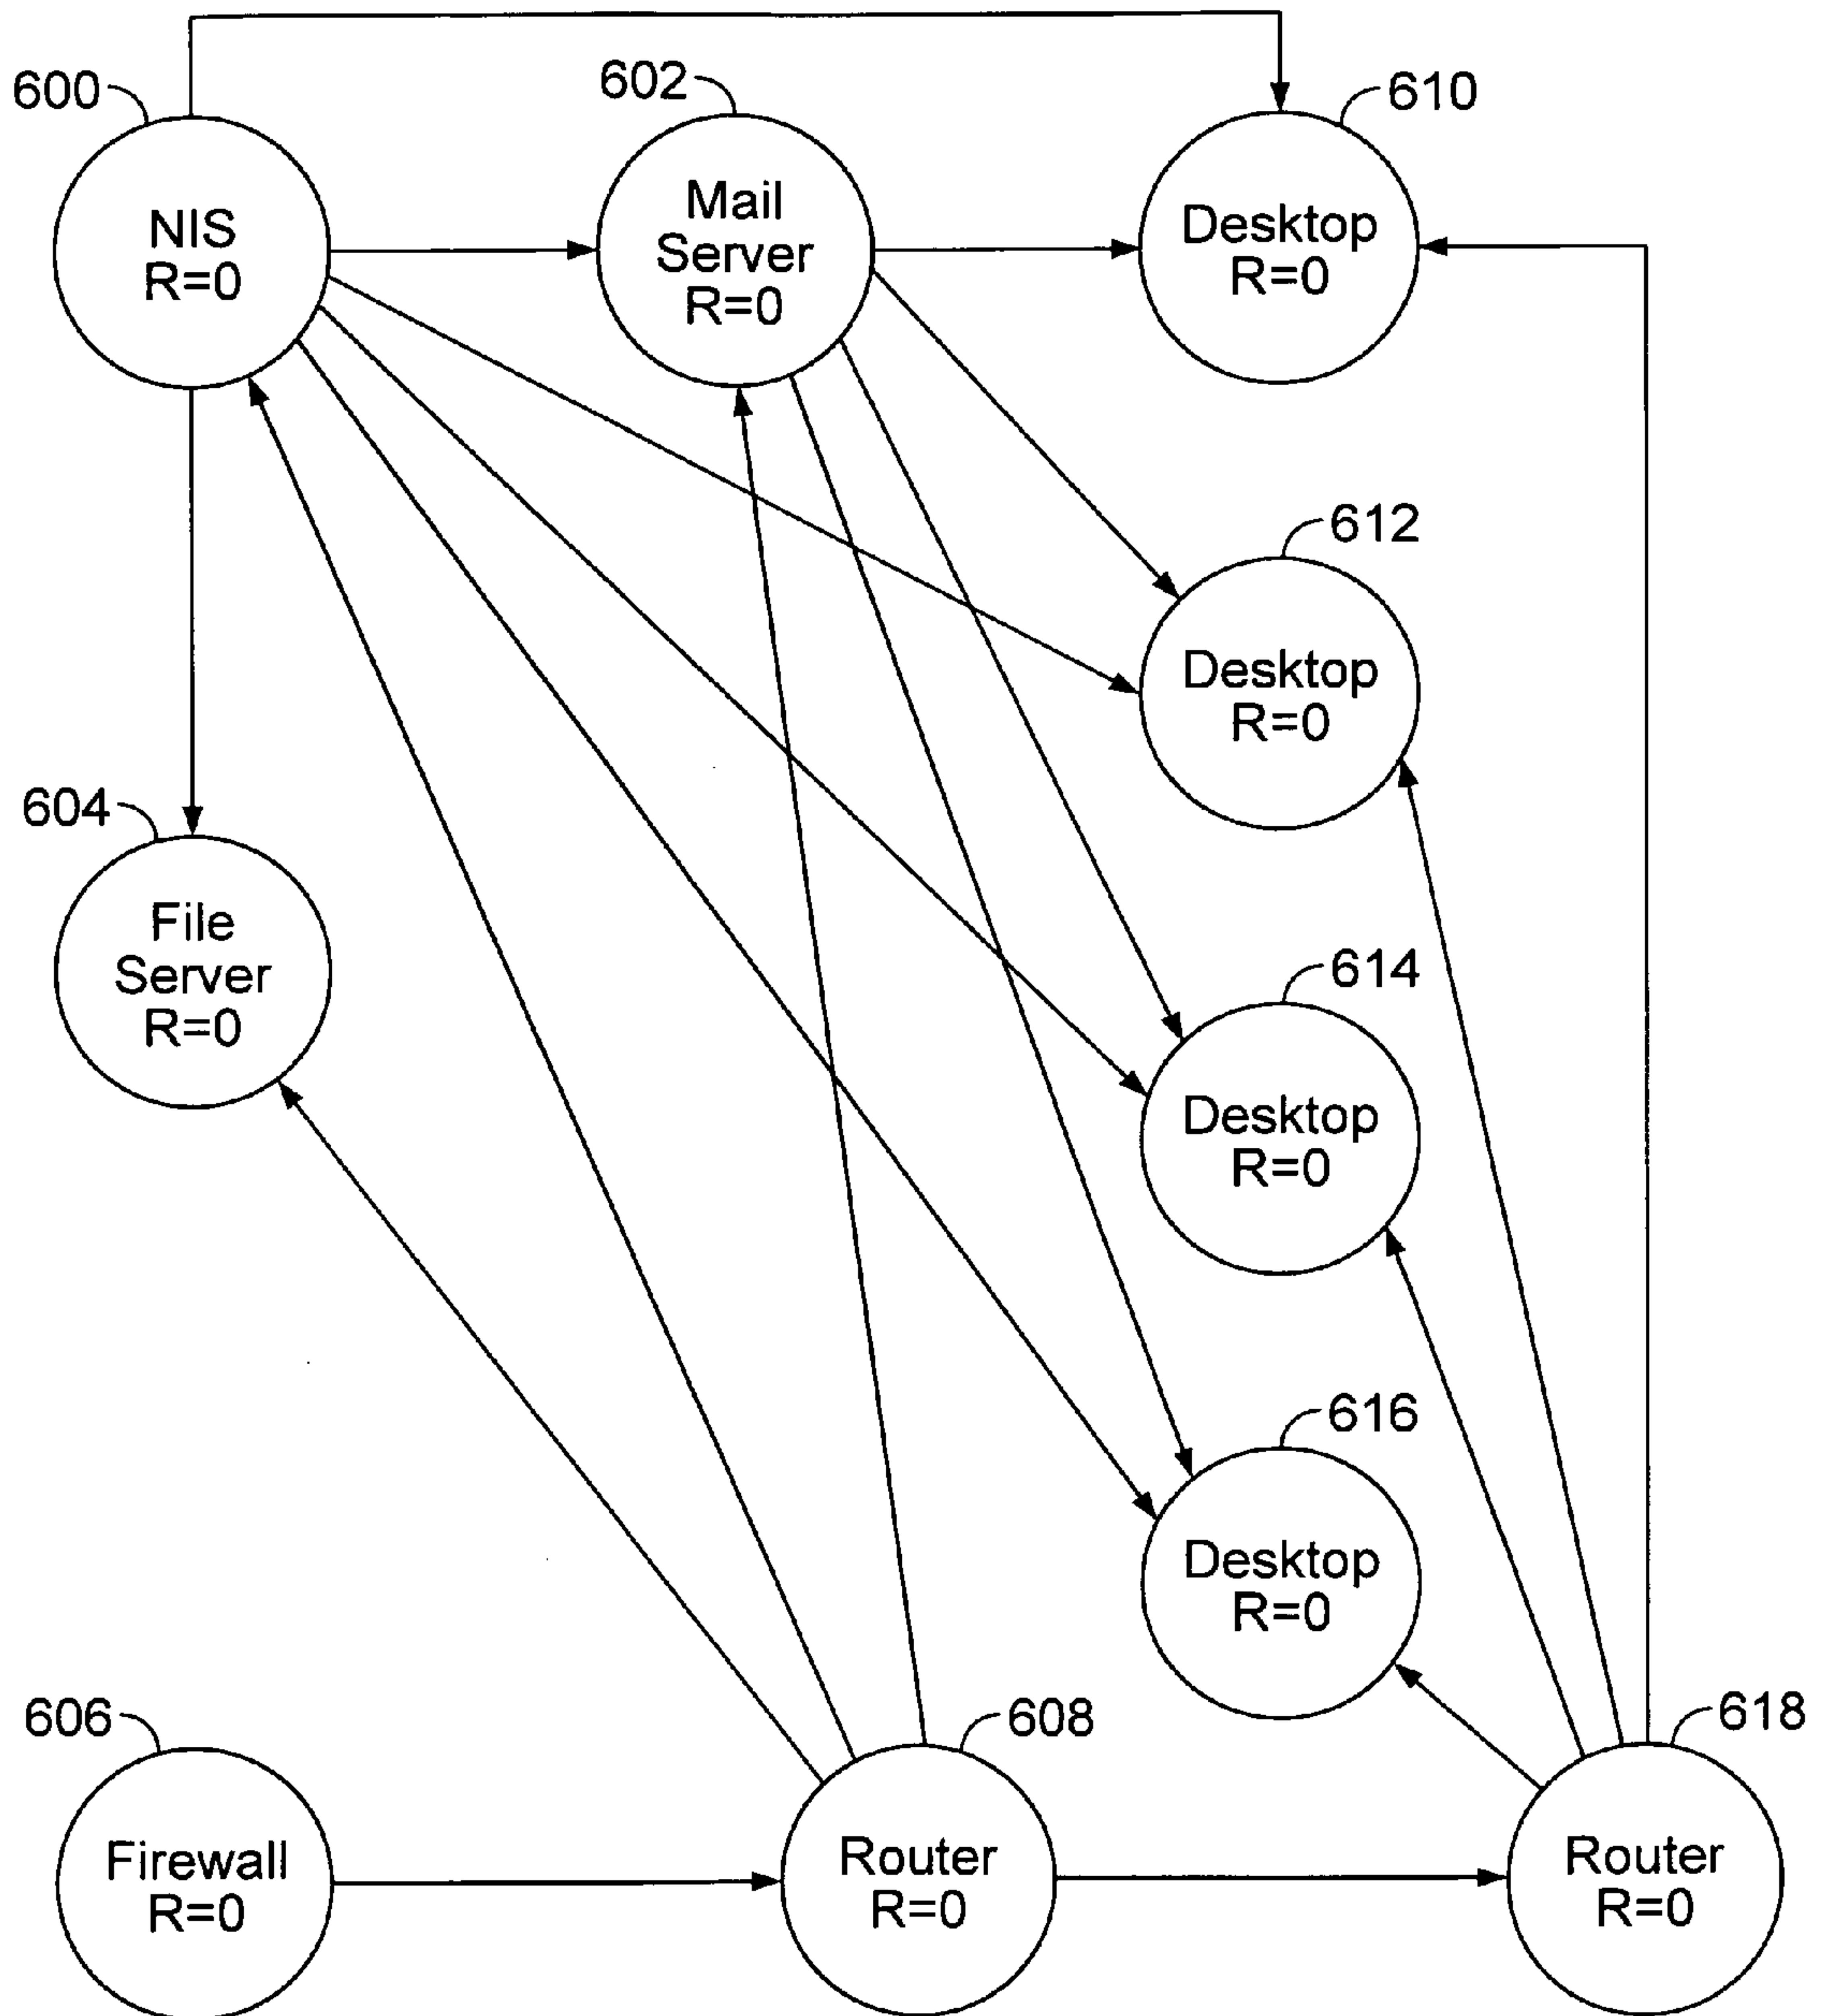 600
602
610
NIS
R=0
Mail
Server
R=0
Desktop
R=0
612
Desktop
R=0
604
File
Server
R=0
614
Desktop
R=0
616
Desktop
R=0
606
608
618
Firewall
R=0
Router
R=0
Router
R=0